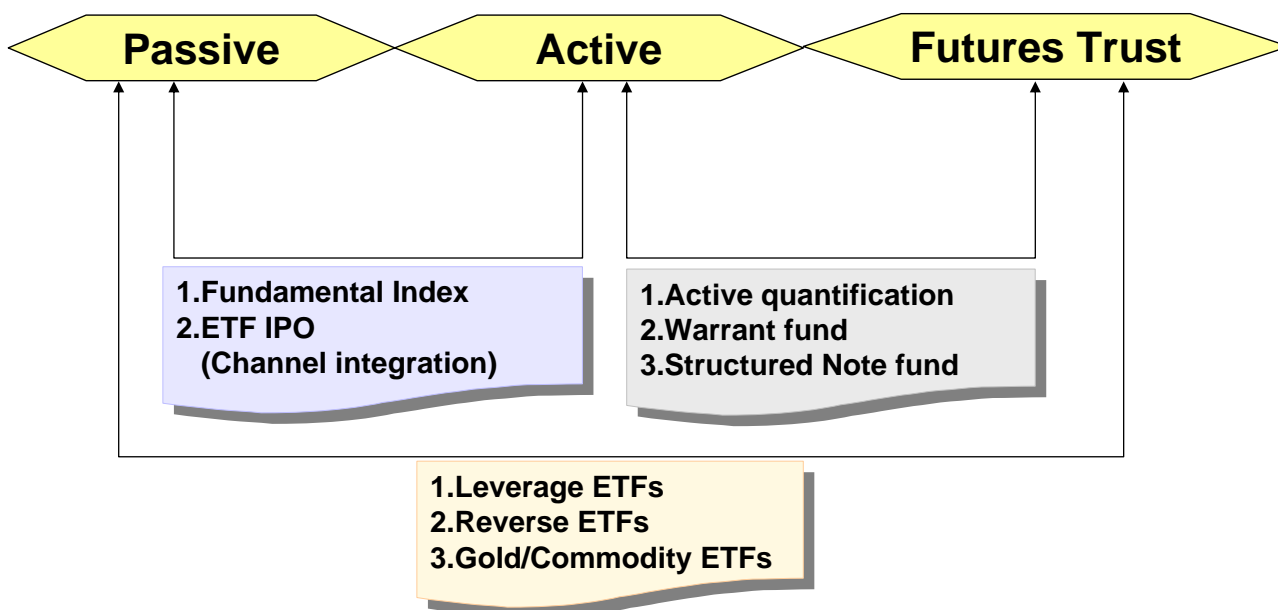 Passive
Active
Futures Trust
1.Fundamental Index
2.ETF IPO
(Channel integration)
1.Active quantification
2.Warrant fund
3.Structured Note fund
1.Leverage ETFs
2.Reverse ETFs
3.Gold/Commodity ETFs